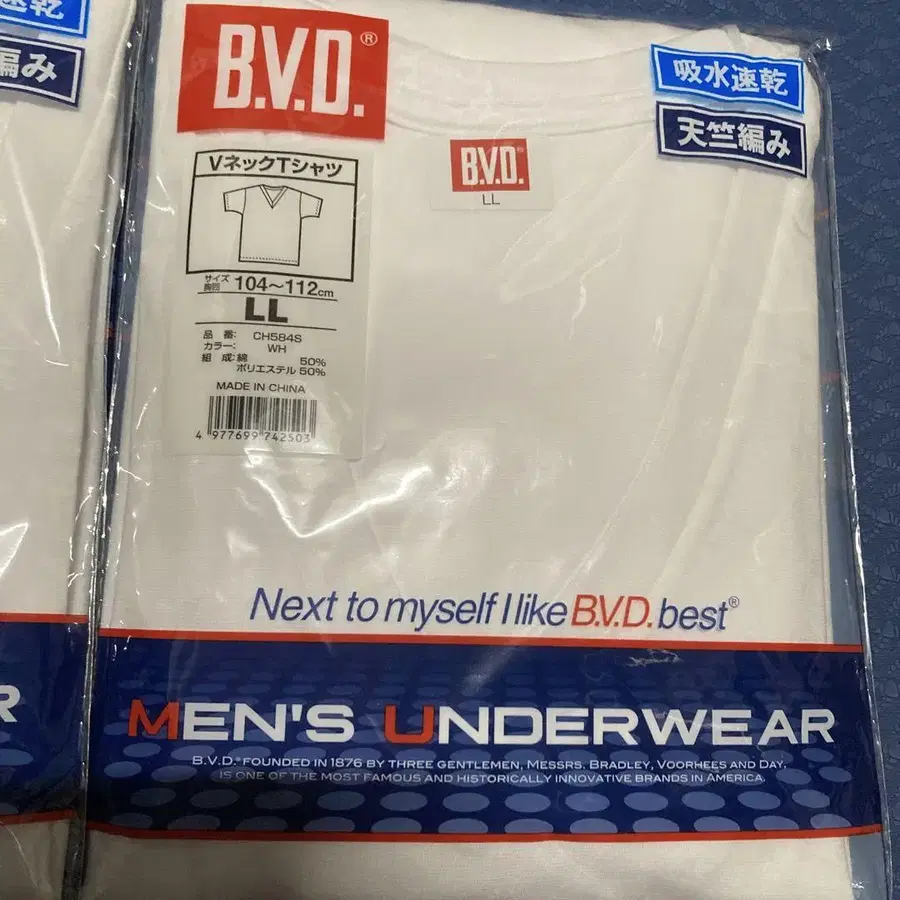 速乾
編み
B.V.D.®
吸水速乾
天竺編み
VネックTシャツ
B.V.D.®
LL
サイズ
胸囲 104〜112cm
LL
品 番: CH584S
カラー: WH
組 成: 綿 50%
ポリエステル 50%
MADE IN CHINA
4 977699 742503
Next to myself I like B.V.D. best®
R
MEN'S UNDERWEAR
B.V.D.® FOUNDED IN 1876 BY THREE GENTLEMEN, MESSRS. BRADLEY, VOORHEES AND DAY,
IS ONE OF THE MOST FAMOUS AND HISTORICALLY INNOVATIVE BRANDS IN AMERICA.